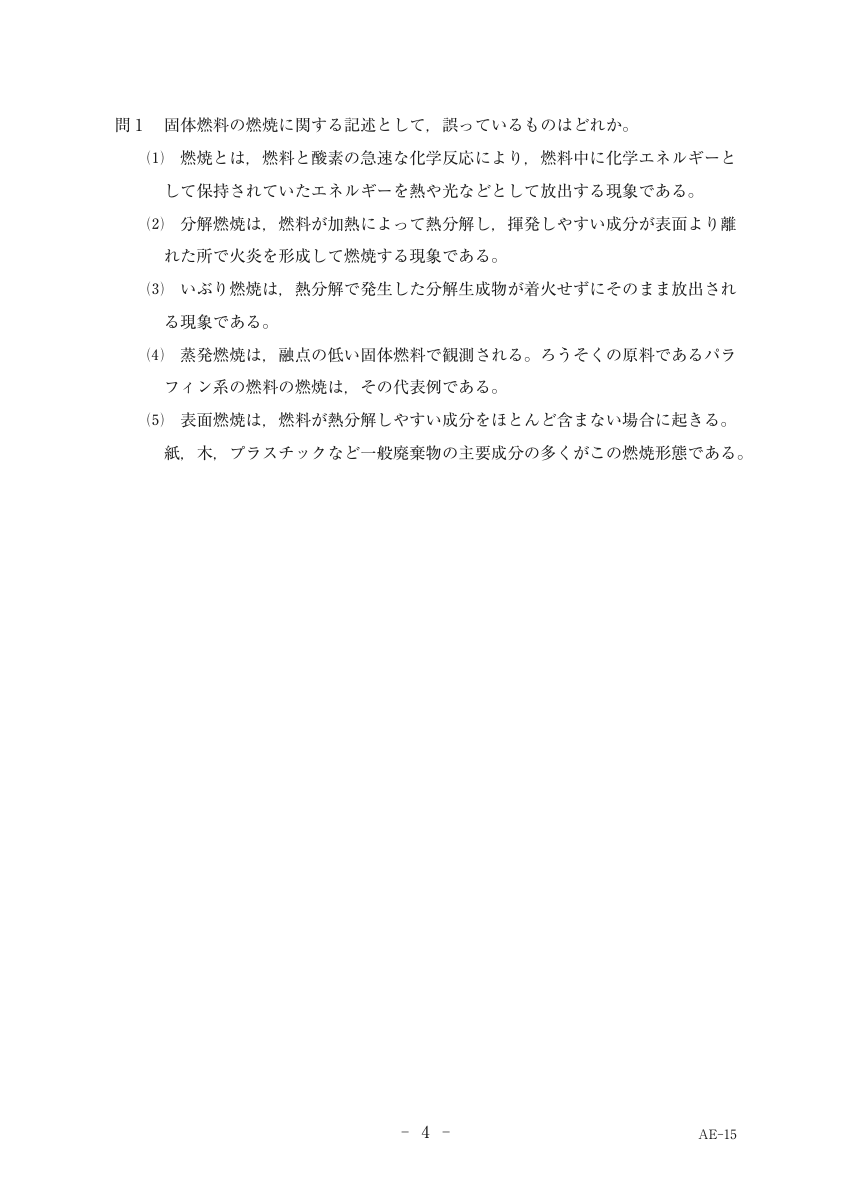 問１　固体燃料の燃焼に関する記述として，誤っているものはどれか。
⑴　燃焼とは，燃料と酸素の急速な化学反応により，燃料中に化学エネルギーと
して保持されていたエネルギーを熱や光などとして放出する現象である。
⑵　分解燃焼は，燃料が加熱によって熱分解し，揮発しやすい成分が表面より離
れた所で火炎を形成して燃焼する現象である。
⑶　いぶり燃焼は，熱分解で発生した分解生成物が着火せずにそのまま放出され
る現象である。
⑷　蒸発燃焼は，融点の低い固体燃料で観測される。ろうそくの原料であるパラ
フィン系の燃料の燃焼は，その代表例である。
⑸　表面燃焼は，燃料が熱分解しやすい成分をほとんど含まない場合に起きる。
紙，木，プラスチックなど一般廃棄物の主要成分の多くがこの燃焼形態である。
－ 4 －
AE-15